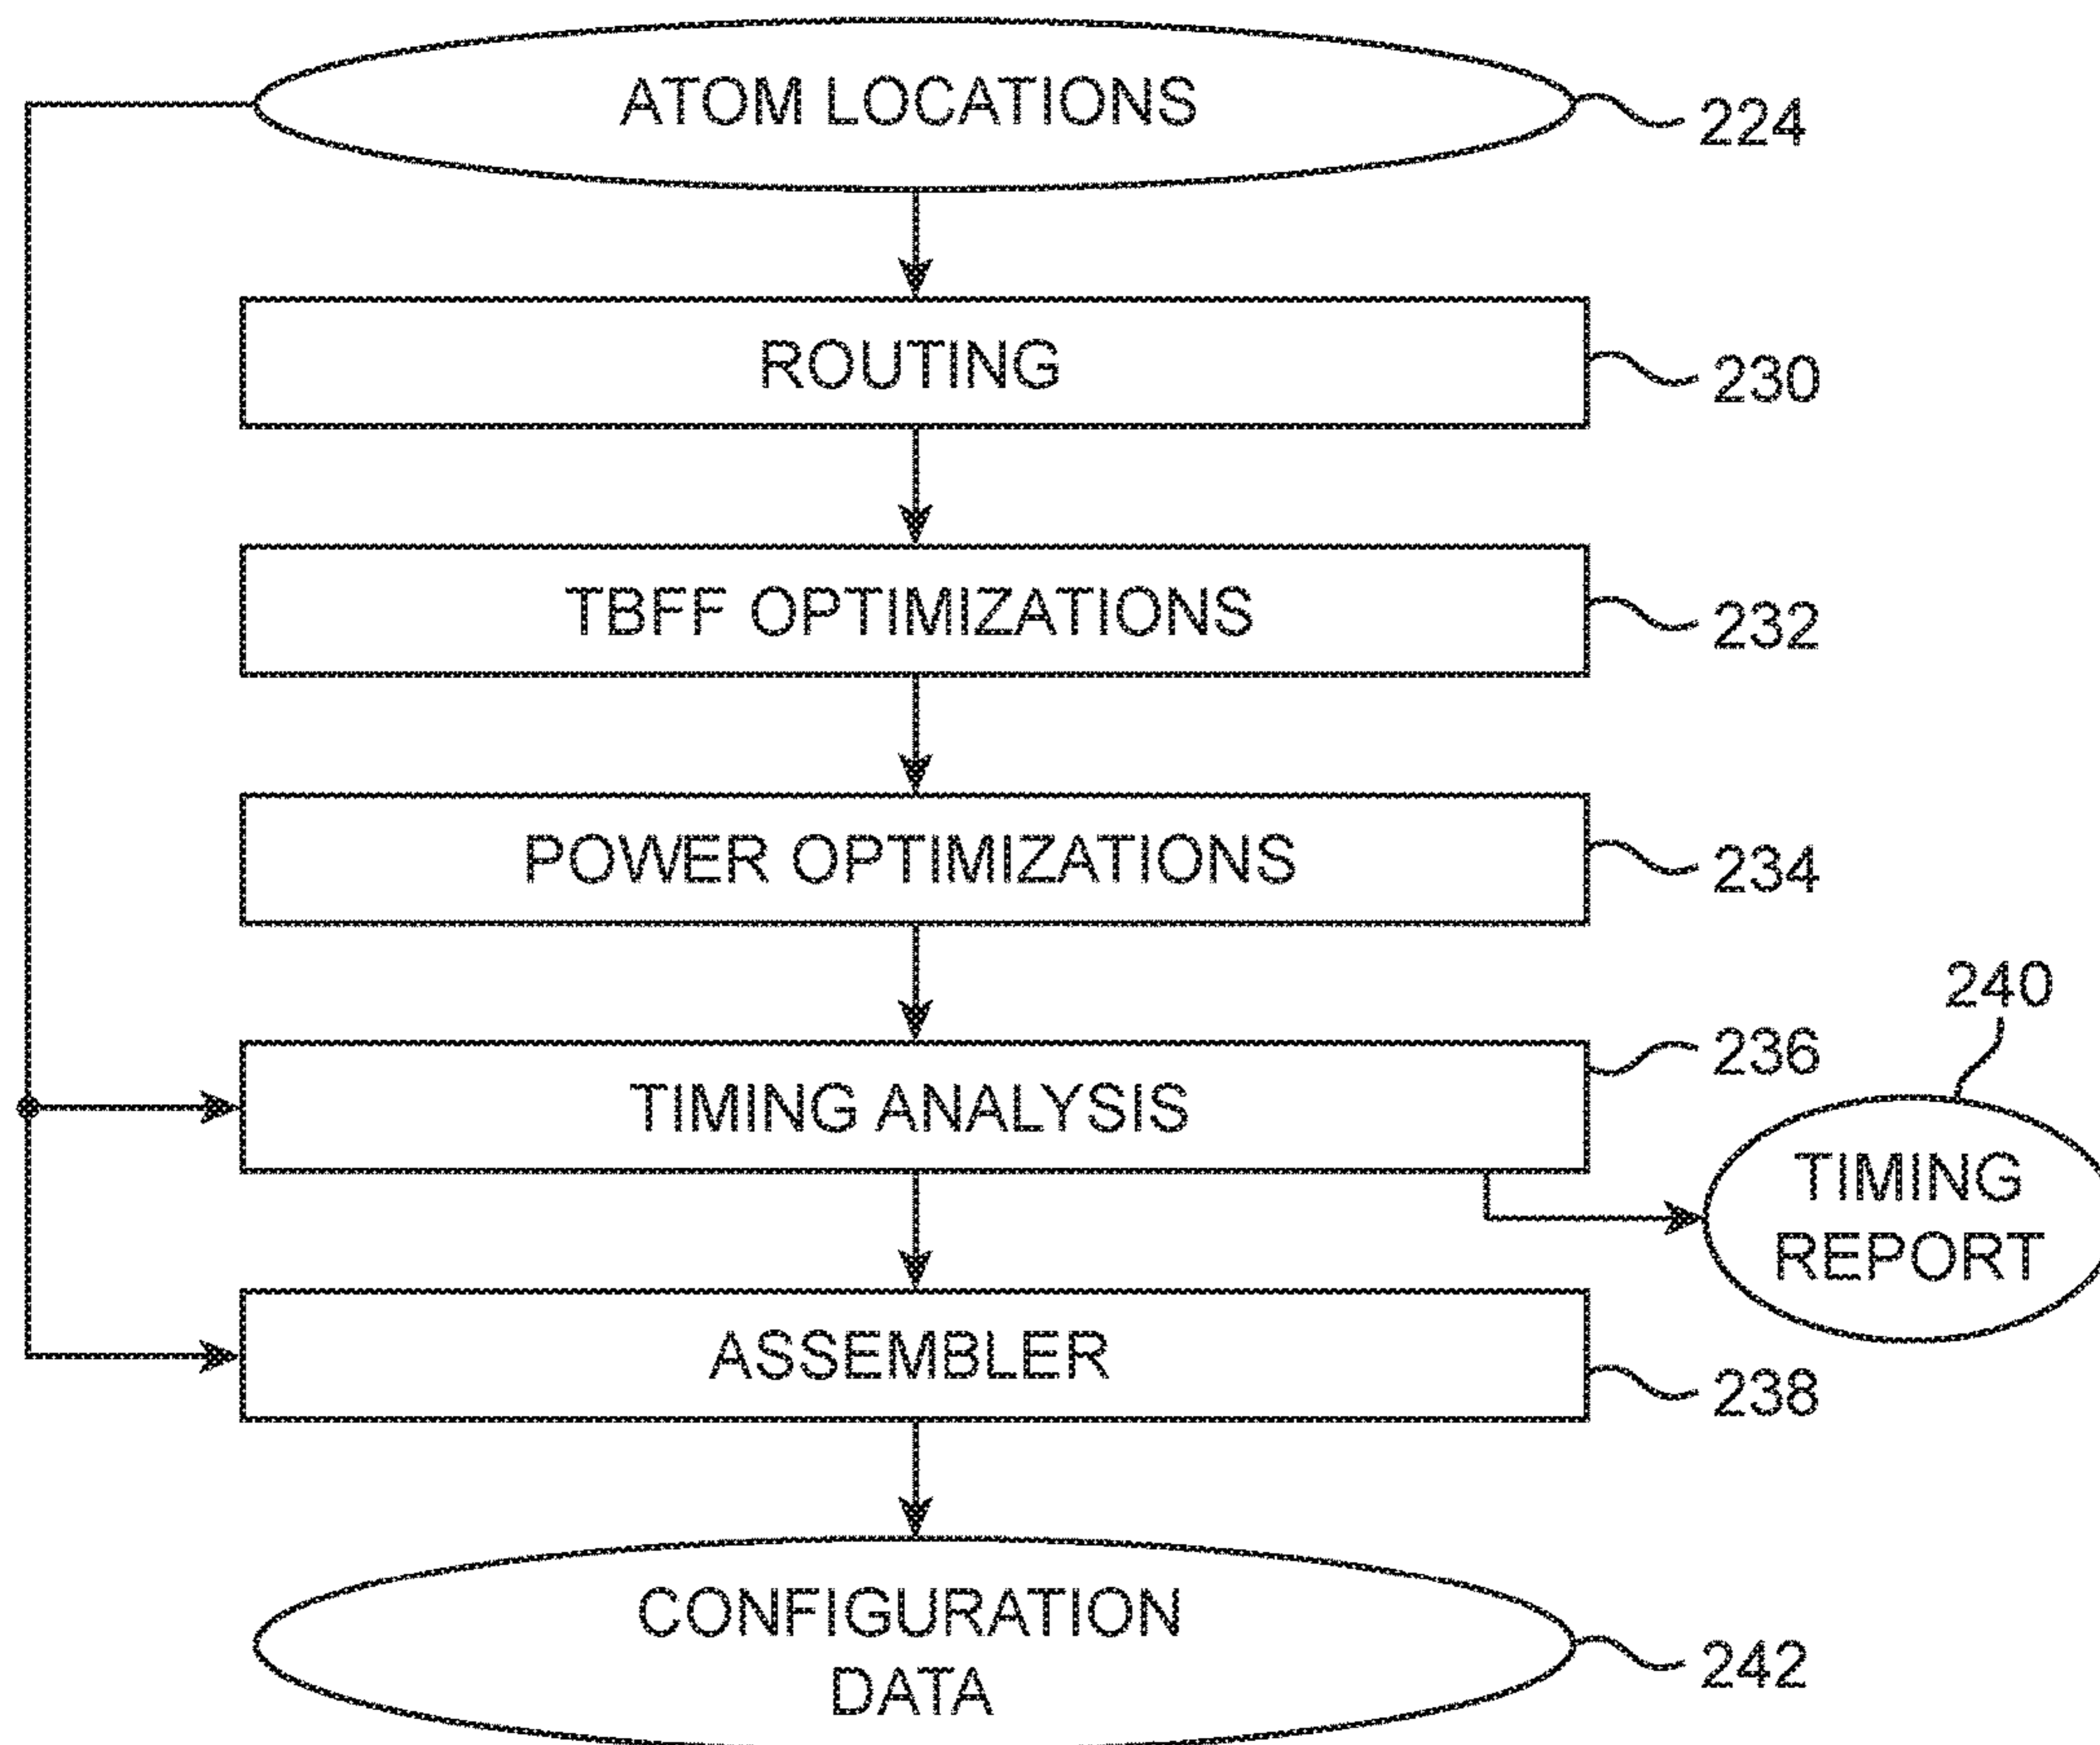 ATOM LOCATIONS
224
ROUTING
230
TBFF OPTIMIZATIONS
232
POWER OPTIMIZATIONS
234
240
236
TIMING ANALYSIS
TIMING
REPORT
ASSEMBLER
238
CONFIGURATION
DATA
242